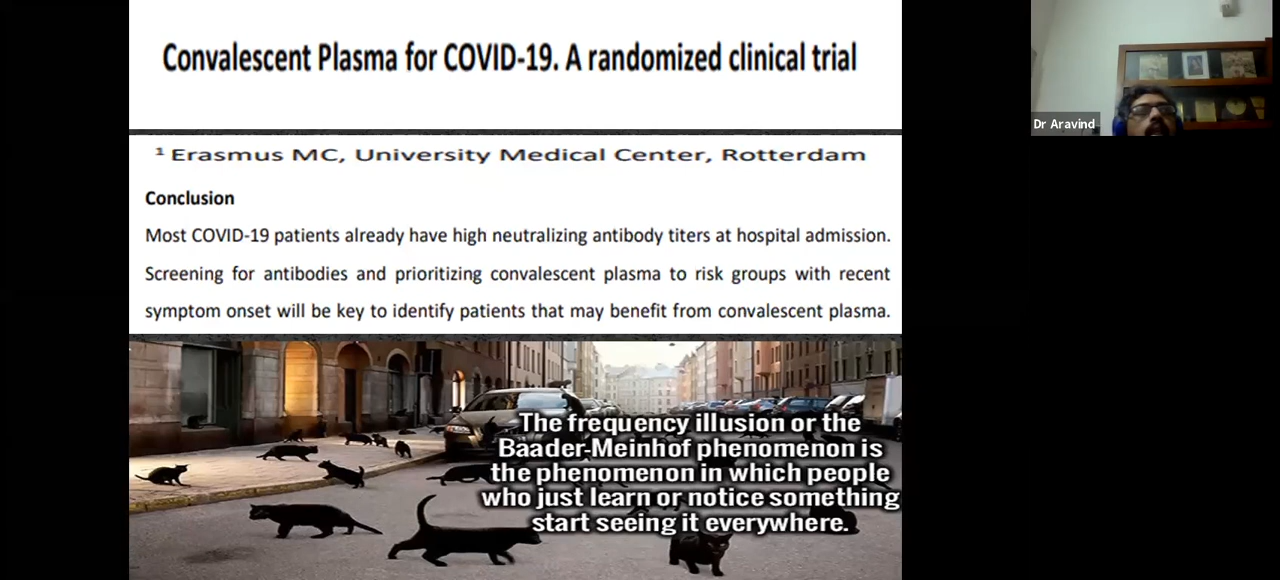 Convalescent Plasma for COVID-19. A randomized clinical trial
Dr Aravind
¹ Erasmus MC, University Medical Center, Rotterdam
Conclusion
Most COVID-19 patients already have high neutralizing antibody titers at hospital admission.
Screening for antibodies and prioritizing convalescent plasma to risk groups with recent
symptom onset will be key to identify patients that may benefit from convalescent plasma.
The frequency illusion or the
Baader-Meinhof phenomenon is
the phenomenon in which people
who just learn or notice something
start seeing it everywhere.